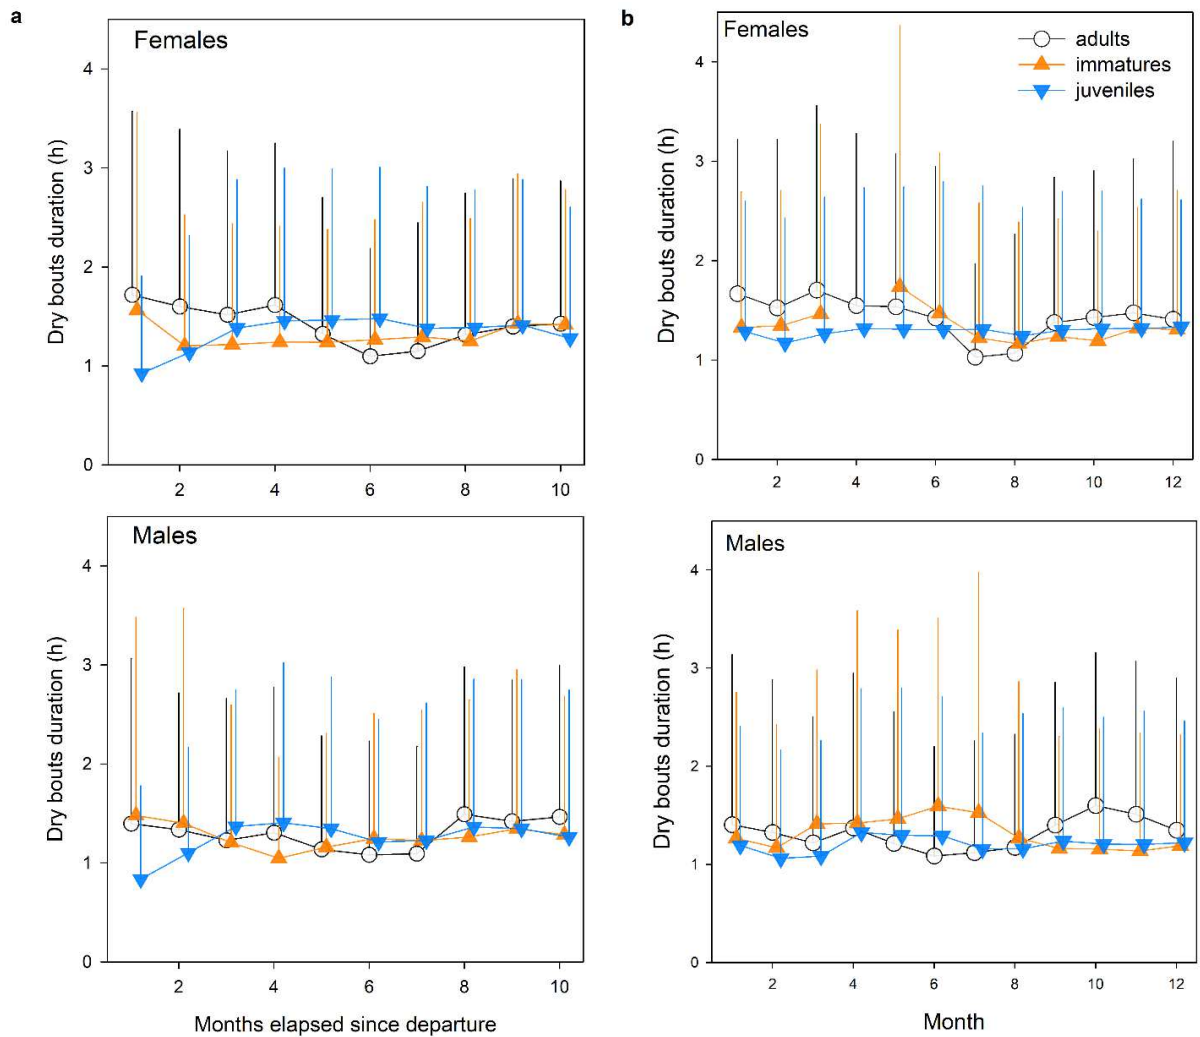 a
Females
Dry bouts duration (h)
4
3
2
1
0
2 4 6 8 10
b
Females
adults
immatures
juveniles
Dry bouts duration (h)
4
3
2
1
0
2 4 6 8 10 12
Males
Dry bouts duration (h)
4
3
2
1
0
2 4 6 8 10
Months elapsed since departure
Males
Dry bouts duration (h)
4
3
2
1
0
2 4 6 8 10 12
Month